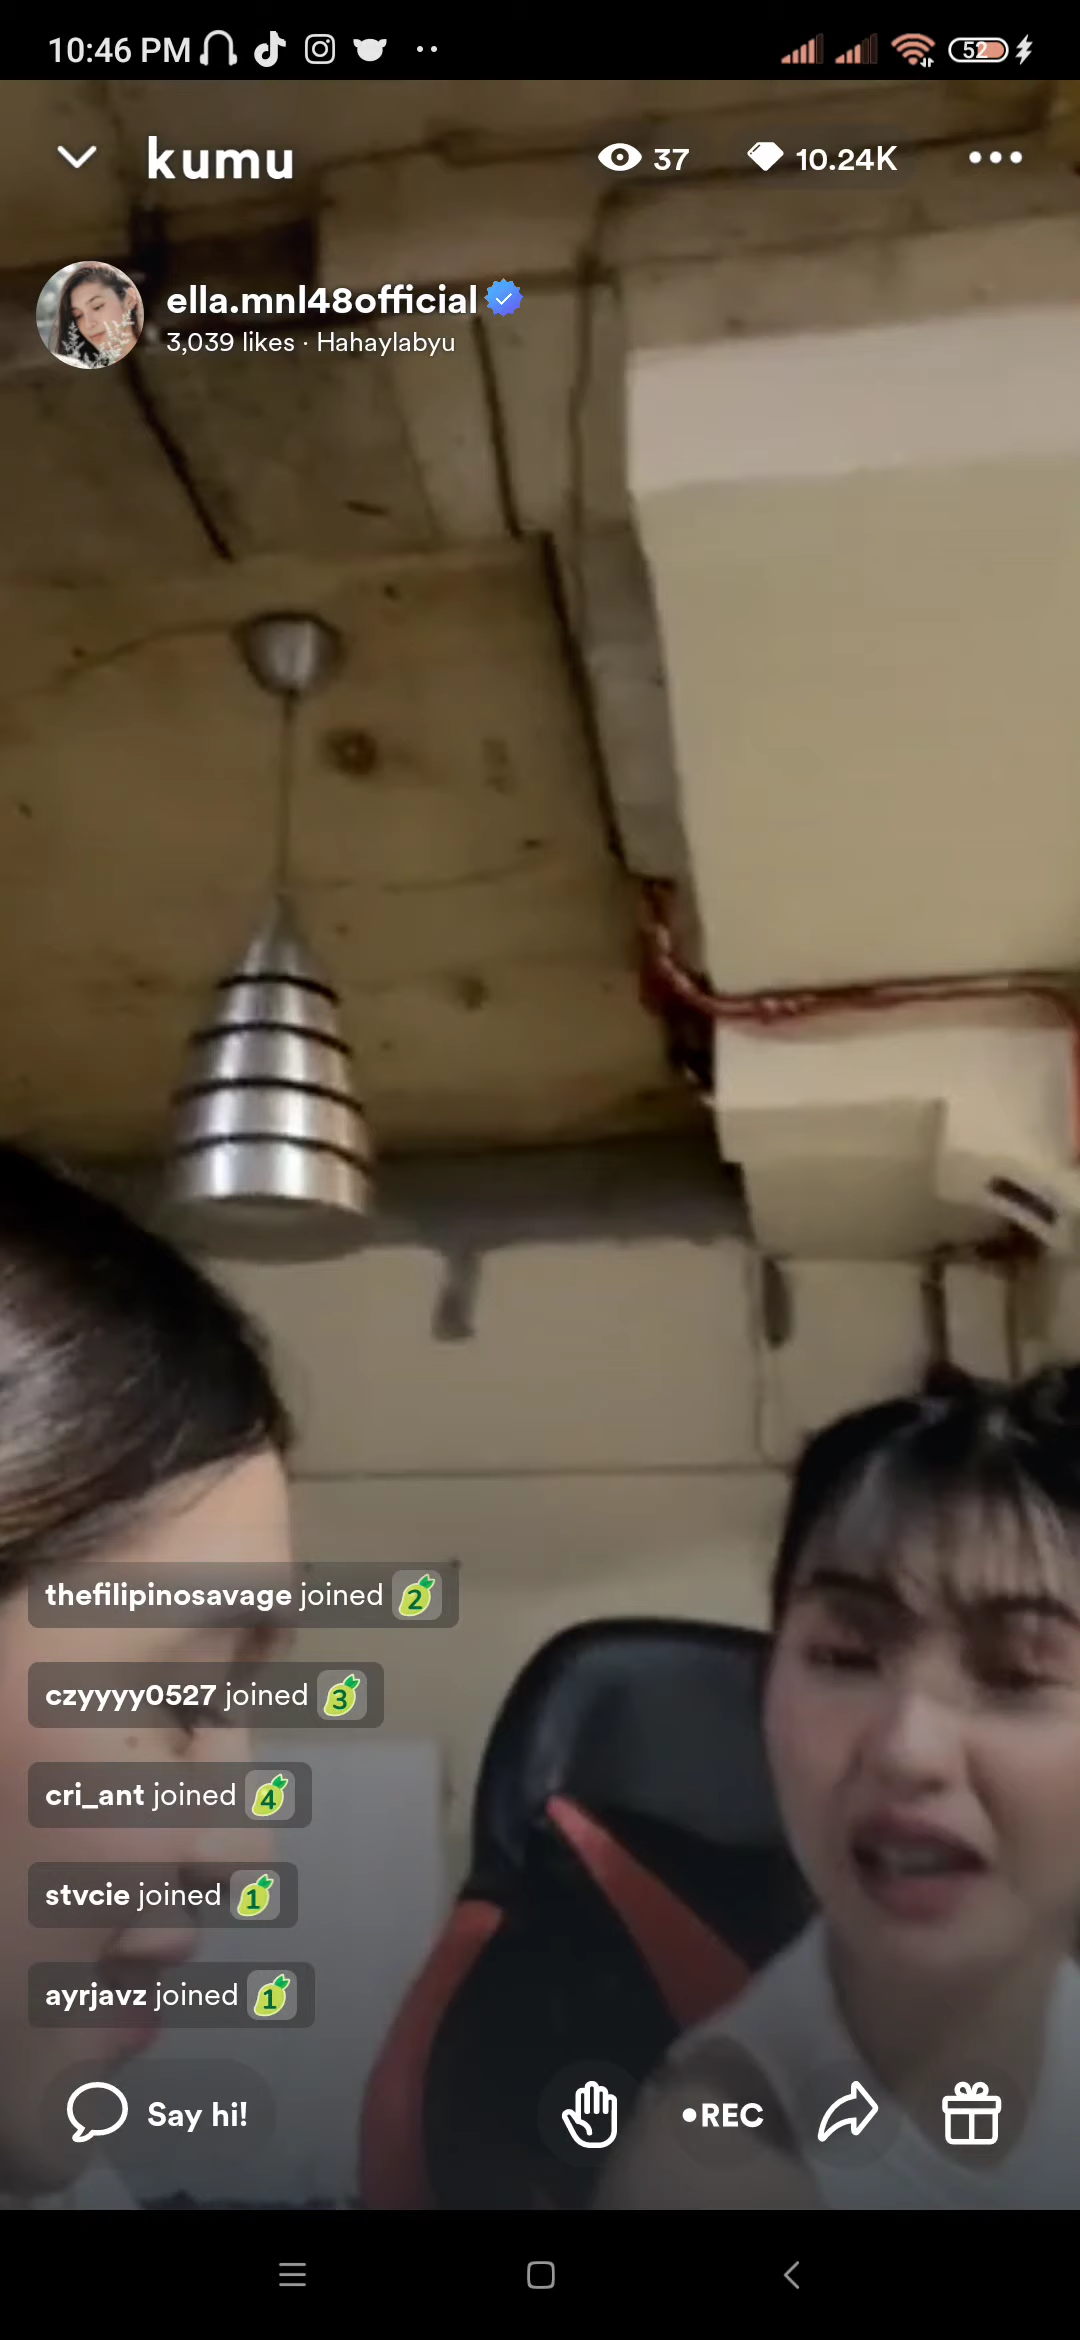 10:46 PM 52
kumu 37 10.24K
ella.mnl48official
3,039 likes · Hahaylabyu
thefilipinosavage joined 2
czyyyy0527 joined 3
cri_ant joined 4
stvcie joined 1
ayrjavz joined 1
Say hi! •REC